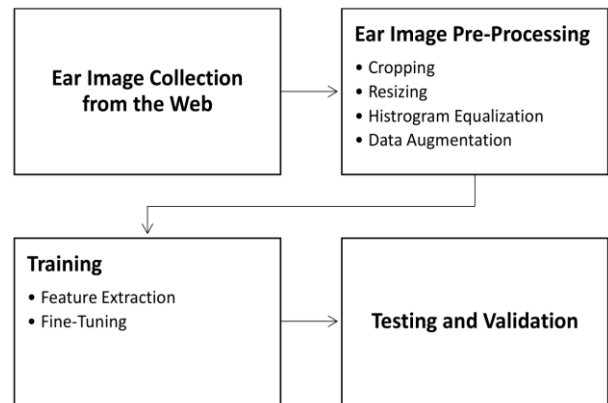 Ear Image Collection
from the Web
Ear Image Pre-Processing
• Cropping
• Resizing
• Histrogram Equalization
• Data Augmentation
Training
• Feature Extraction
• Fine-Tuning
Testing and Validation